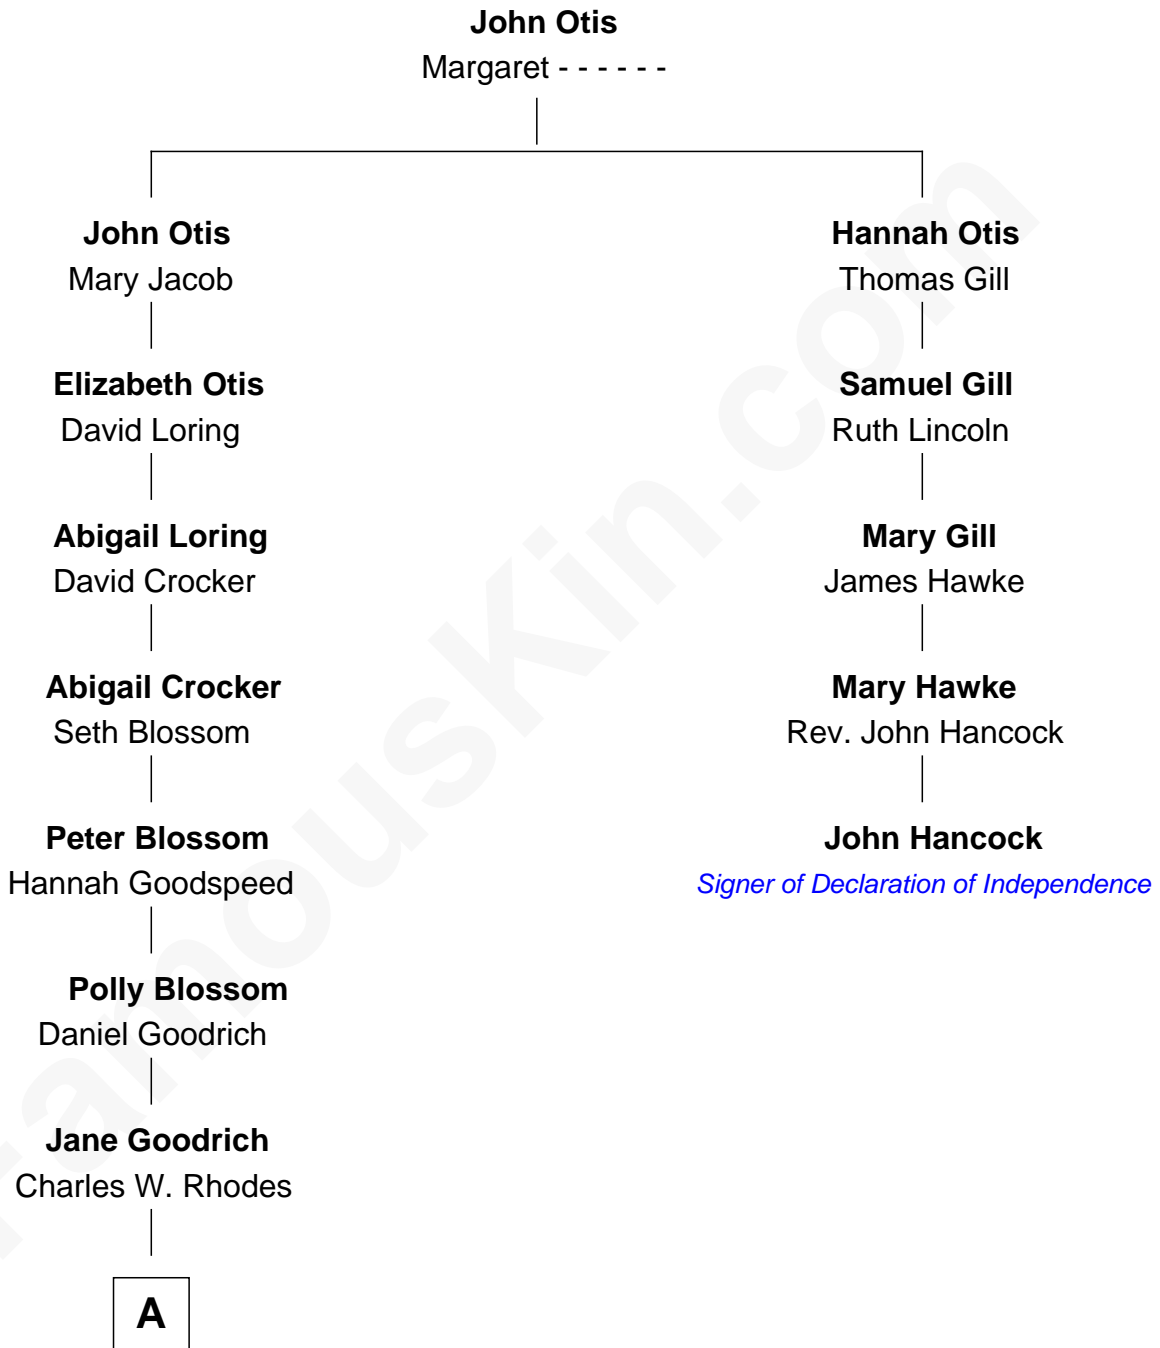 John Otis
Margaret - - - - - -
John Otis
Mary Jacob
Hannah Otis
Thomas Gill
Elizabeth Otis
David Loring
Samuel Gill
Ruth Lincoln
Abigail Loring
David Crocker
Mary Gill
James Hawke
Abigail Crocker
Seth Blossom
Mary Hawke
Rev. John Hancock
Peter Blossom
Hannah Goodspeed
John Hancock
Signer of Declaration of Independence
Polly Blossom
Daniel Goodrich
Jane Goodrich
Charles W. Rhodes
A
FamousKin.com